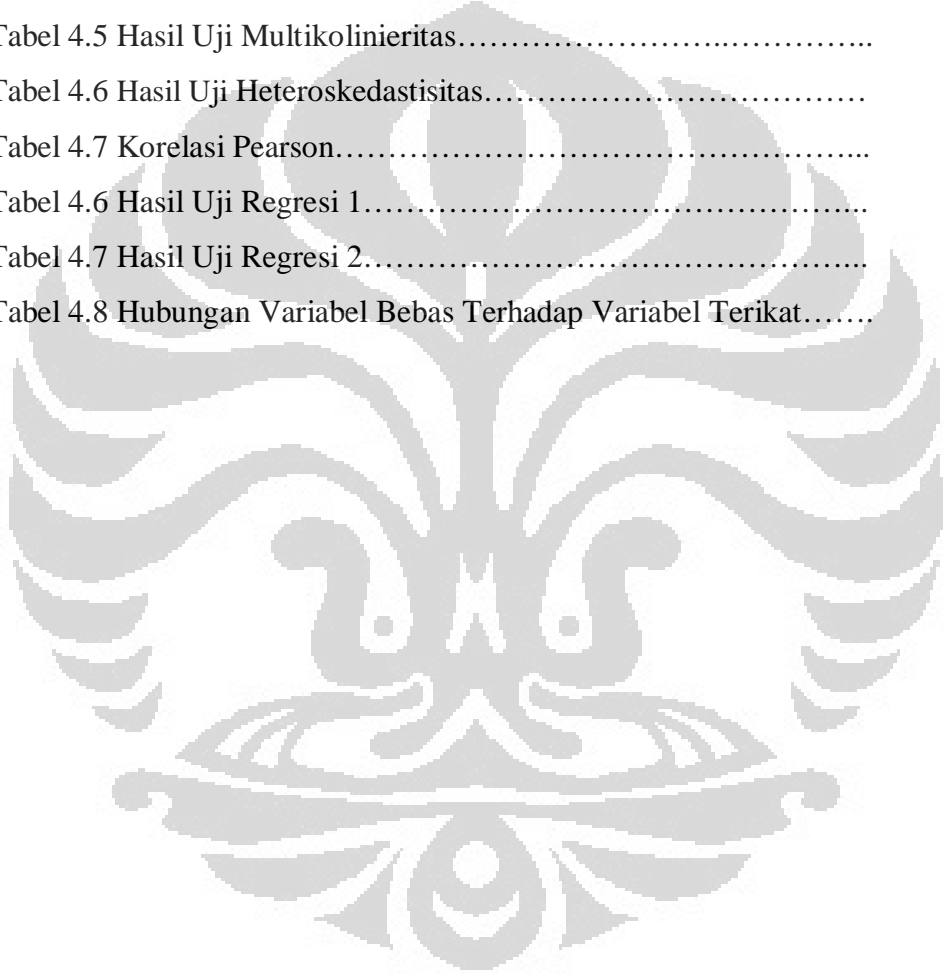 Tabel 4.5 Hasil Uji Multikolinieritas…………………….…………..
Tabel 4.6 Hasil Uji Heteroskedastisitas…………………….…………
Tabel 4.7 Korelasi Pearson…………………………………………...
Tabel 4.6 Hasil Uji Regresi 1………………………………………...
Tabel 4.7 Hasil Uji Regresi 2………………………………………..
Tabel 4.8 Hubungan Variabel Bebas Terhadap Variabel Terikat…….